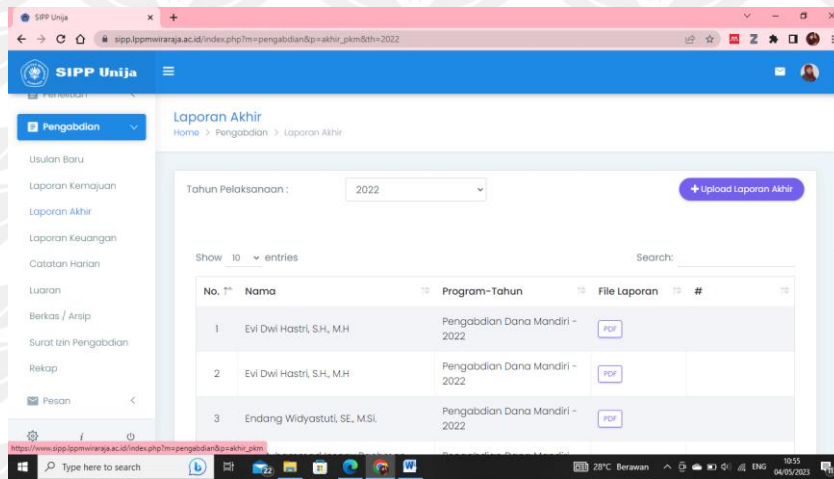 SIPP Unija
sipp.lppmwiraraja.ac.id/index.php?m=pengabdian&p=akhir_pkm&th=2022
SIPP Unija
Penelitian
Pengabdian
Usulan Baru
Laporan Kemajuan
Laporan Akhir
Laporan Keuangan
Catatan Harian
Luaran
Berkas / Arsip
Surat Izin Pengabdian
Rekap
Pesan
Laporan Akhir
Home > Pengabdian > Laporan Akhir
Tahun Pelaksanaan : 2022
+ Upload Laporan Akhir
Show 10 entries
Search:
No. Nama Program-Tahun File Laporan #
1 Evi Dwi Hastri, S.H., M.H Pengabdian Dana Mandiri - 2022 PDF
2 Evi Dwi Hastri, S.H., M.H Pengabdian Dana Mandiri - 2022 PDF
3 Endang Widyastuti, SE., M.Si. Pengabdian Dana Mandiri - 2022 PDF
https://www.sipp.lppmwiraraja.ac.id/index.php?m=pengabdian&p=akhir_pkm
Type here to search
22
28°C Berawan
ENG
10:55
04/05/2023